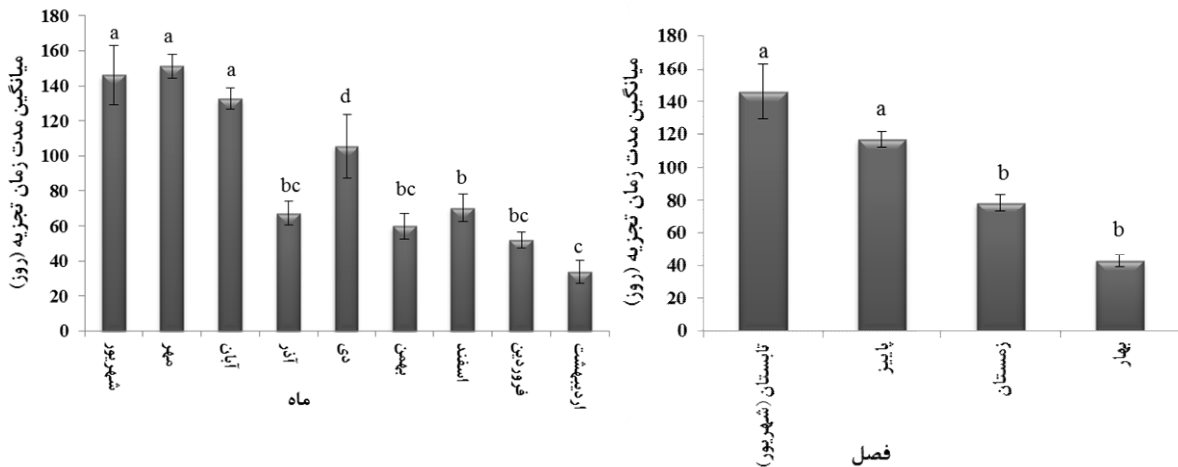 میانگین مدت زمان تجزیه (روز)
180
160
140
120
100
80
60
40
20
0
a
a
a
bc
d
bc
b
bc
c
شهریور
مهر
آبان
آذر
دی
بهمن
اسفند
فروردین
اردیبهشت
ماه
میانگین مدت زمان تجزیه (روز)
180
160
140
120
100
80
60
40
20
0
a
a
b
b
تابستان (شهریور)
پاییز
زمستان
بهار
فصل